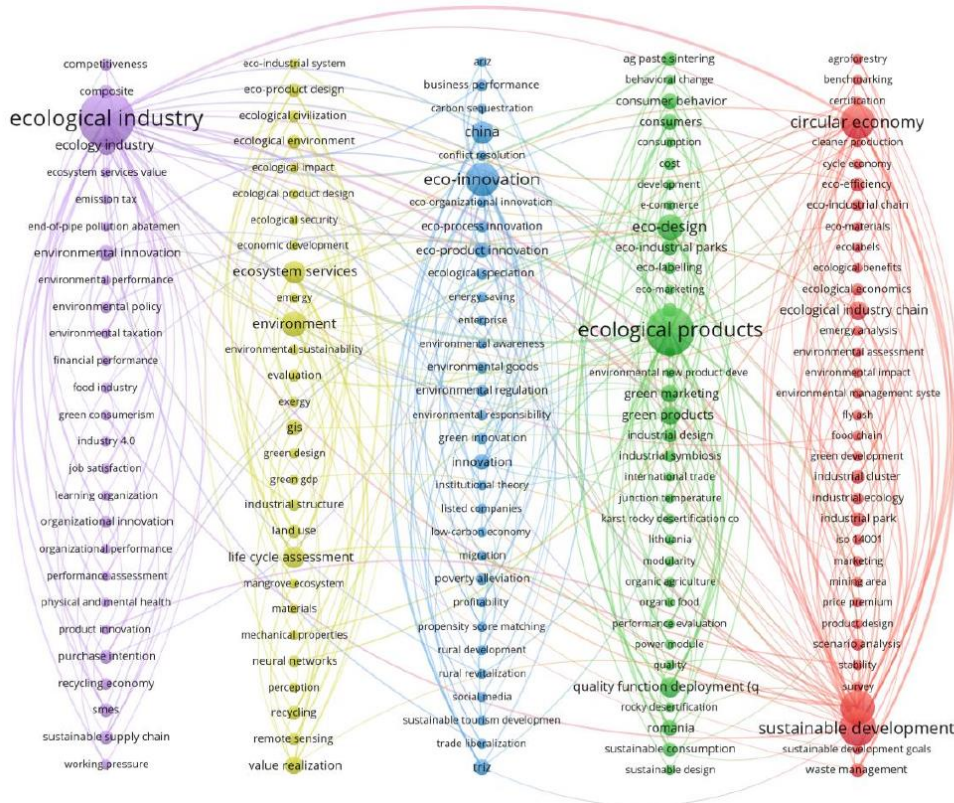 competitiveness
composite
ecological industry
ecology industry
ecosystem services value
emission tax
end-of-pipe pollution abatemen
environmental innovation
environmental performance
environmental policy
environmental taxation
financial performance
food industry
green consumerism
industry 4.0
job satisfaction
learning organization
organizational innovation
organizational performance
performance assessment
physical and mental health
product innovation
purchase intention
recycling economy
smes
sustainable supply chain
working pressure
eco-industrial system
eco-product design
ecological civilization
ecological environment
ecological impact
ecological product design
ecological security
economic development
ecosystem services
emergy
environment
environmental sustainability
evaluation
exergy
gis
green design
green gdp
industrial structure
land use
life cycle assessment
mangrove ecosystem
materials
mechanical properties
neural networks
perception
recycling
remote sensing
value realization
ariz
business performance
carbon sequestration
china
conflict resolution
eco-innovation
eco-organizational innovation
eco-process innovation
eco-product innovation
ecological speciation
energy saving
enterprise
environmental awareness
environmental goods
environmental regulation
environmental responsibility
green innovation
innovation
institutional theory
listed companies
low-carbon economy
migration
poverty alleviation
profitability
propensity score matching
rural development
rural revitalization
social media
sustainable tourism developmen
trade liberalization
triz
ag paste sintering
behavioral change
consumer behavior
consumers
consumption
cost
development
e-commerce
eco-design
eco-industrial parks
eco-labelling
eco-marketing
ecological products
environmental new product deve
green marketing
green products
industrial design
industrial symbiosis
international trade
junction temperature
karst rocky desertification co
lithuania
modularity
organic agriculture
organic food
performance evaluation
power module
quality
quality function deployment (q
rocky desertification
romania
sustainable consumption
sustainable design
agroforestry
benchmarking
certification
circular economy
cleaner production
cycle economy
eco-efficiency
eco-industrial chain
eco-materials
ecolabels
ecological benefits
ecological economics
ecological industry chain
emergy analysis
environmental assessment
environmental impact
environmental management syste
fly ash
food chain
green development
industrial cluster
industrial ecology
industrial park
iso 14001
marketing
mining area
price premium
product design
scenario analysis
stability
survey
sustainable development
sustainable development goals
waste management